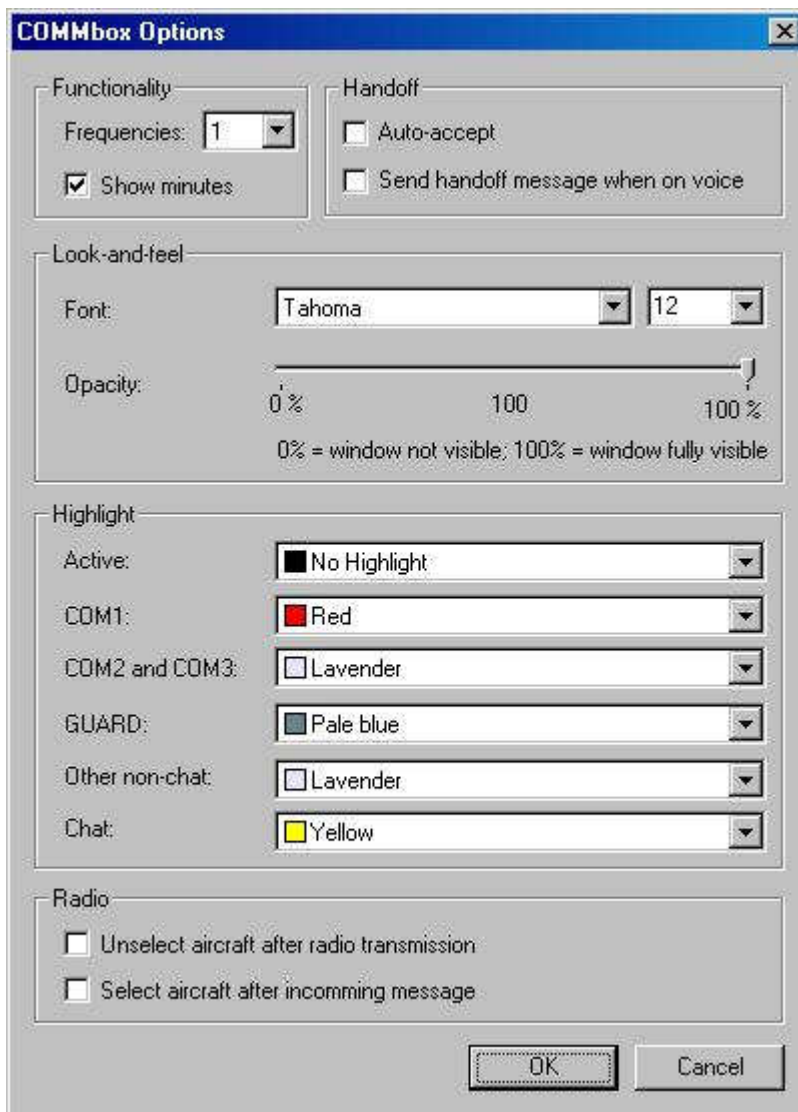 COMMbox Options
Functionality
Frequencies: 1
Show minutes
Handoff
Auto-accept
Send handoff message when on voice
Look-and-feel
Font: Tahoma 12
Opacity:
0 % 100 100 %
0% = window not visible; 100% = window fully visible
Highlight
Active: No Highlight
COM1: Red
COM2 and COM3: Lavender
GUARD: Pale blue
Other non-chat: Lavender
Chat: Yellow
Radio
Unselect aircraft after radio transmission
Select aircraft after incomming message
OK Cancel